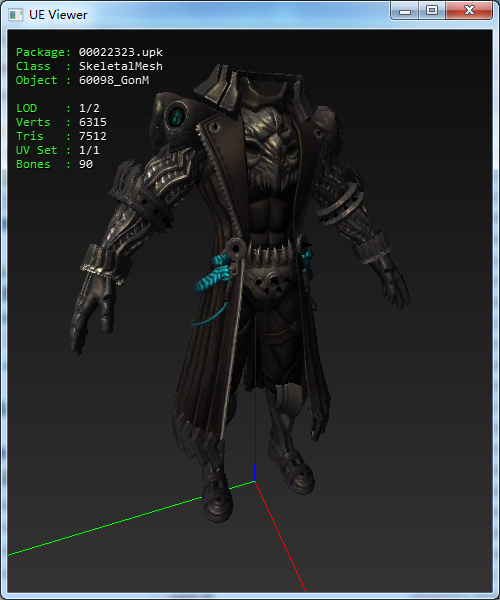 UE Viewer
Package: 00022323.upk
Class : SkeletalMesh
Object : 60098_GonM
LOD : 1/2
Verts : 6315
Tris : 7512
UV Set : 1/1
Bones : 90